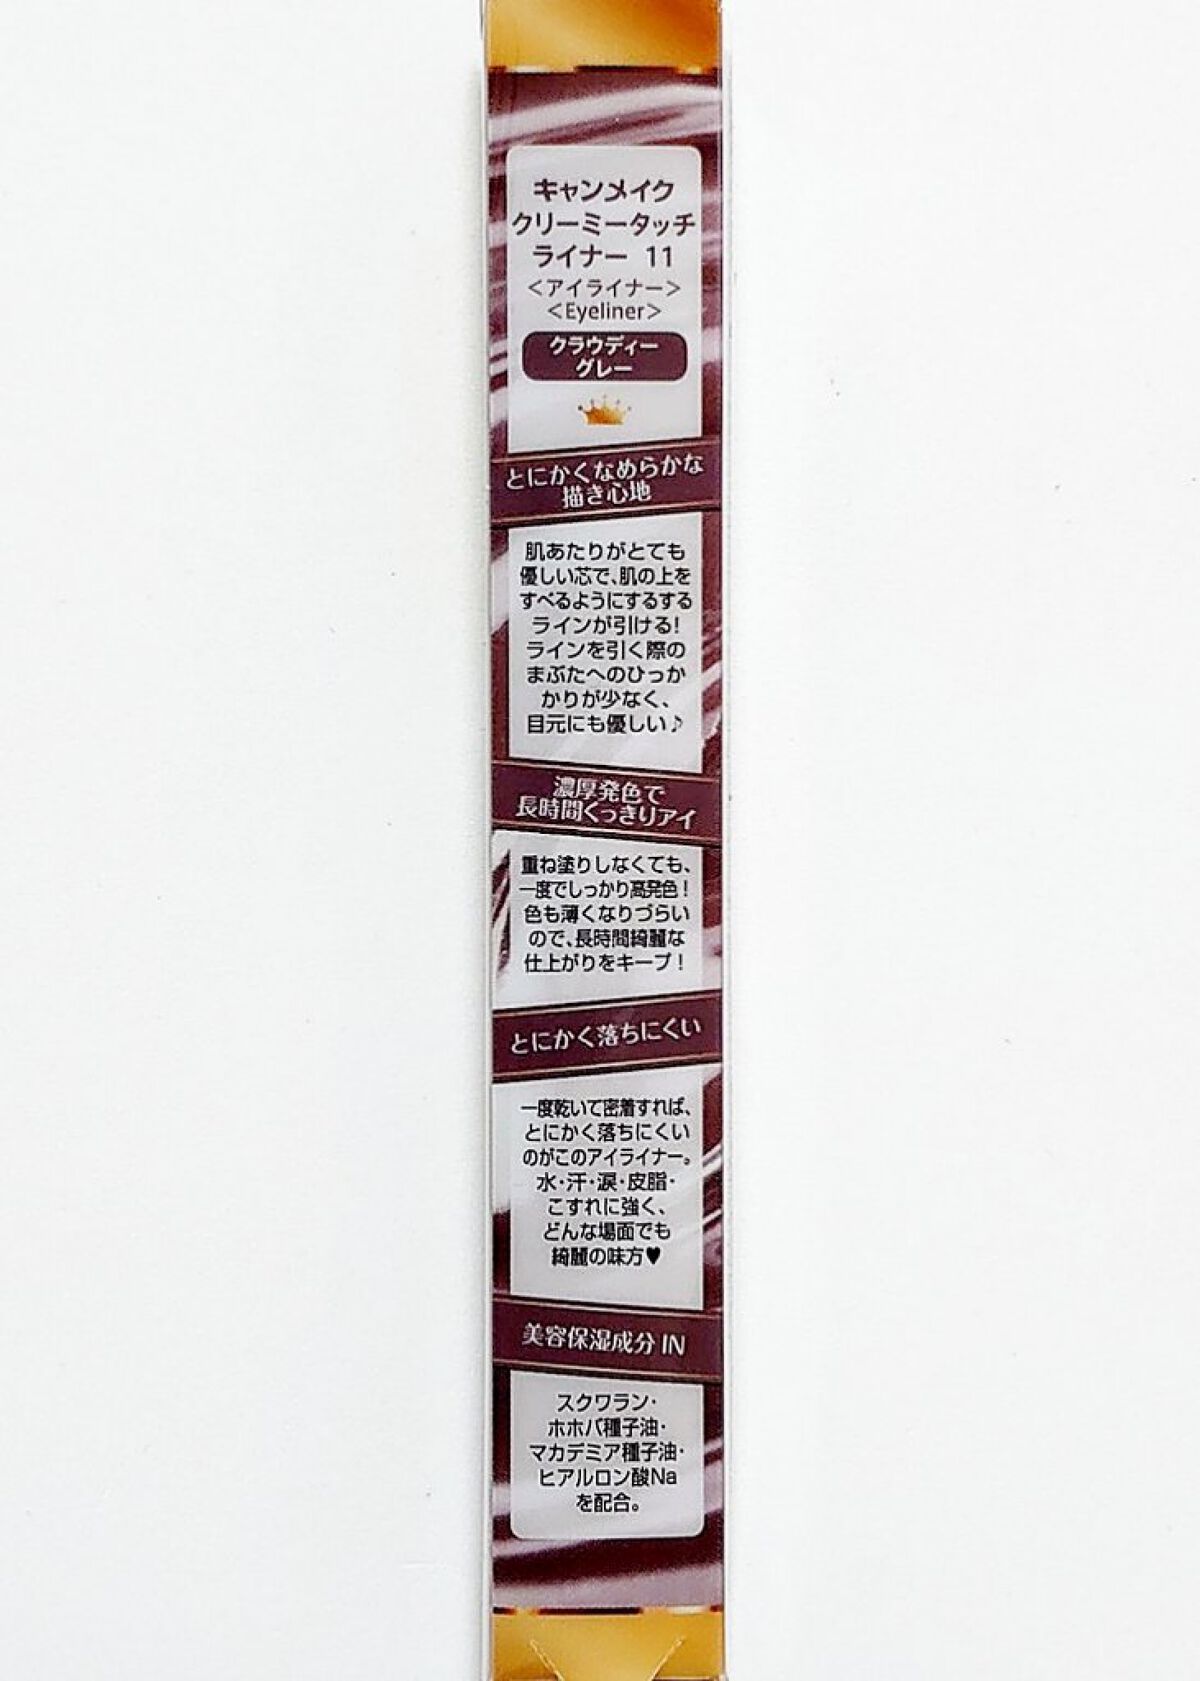 キャンメイク
クリーミータッチ
ライナー 11
＜アイライナー＞
＜Eyeliner＞
クラウディー
グレー
とにかくなめらかな
描き心地
肌あたりがとても
優しい芯で、肌の上を
すべるようにするする
ラインが引ける！
ラインを引く際の
まぶたへのひっか
かりが少なく、
目元にも優しい♪
濃厚発色で
長時間くっきりアイ
重ね塗りしなくても、
一度でしっかり高発色！
色も薄くなりづらい
ので、長時間綺麗な
仕上がりをキープ！
とにかく落ちにくい
一度乾いて密着すれば、
とにかく落ちにくい
のがこのアイライナー。
水・汗・涙・皮脂・
こすれに強く、
どんな場面でも
綺麗の味方♥
美容保湿成分 IN
スクワラン・
ホホバ種子油・
マカデミア種子油・
ヒアルロン酸Na
を配合。